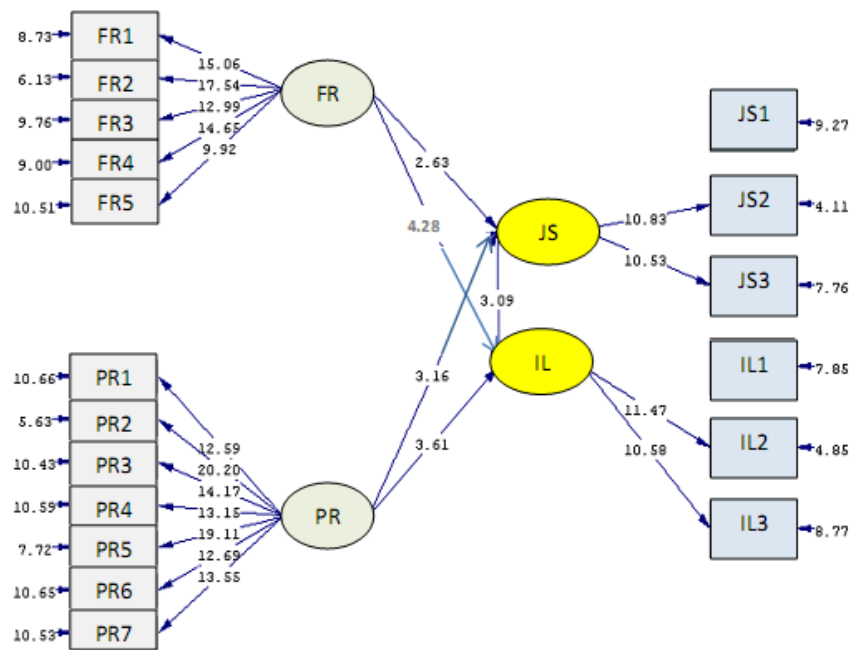 8.73 FR1
15.06
6.13 FR2
17.54
FR
9.76 FR3
12.99
9.00 FR4
14.65
10.51 FR5
9.92
2.63
4.28
JS
3.09
IL
3.16
3.61
10.66 PR1
12.59
5.63 PR2
20.20
10.43 PR3
14.17
10.59 PR4
13.15
PR
7.72 PR5
19.11
10.65 PR6
12.69
10.53 PR7
13.55
JS1 9.27
10.83
JS2 4.11
10.53
JS3 7.76
IL1 7.85
11.47
IL2 4.85
10.58
IL3 8.77